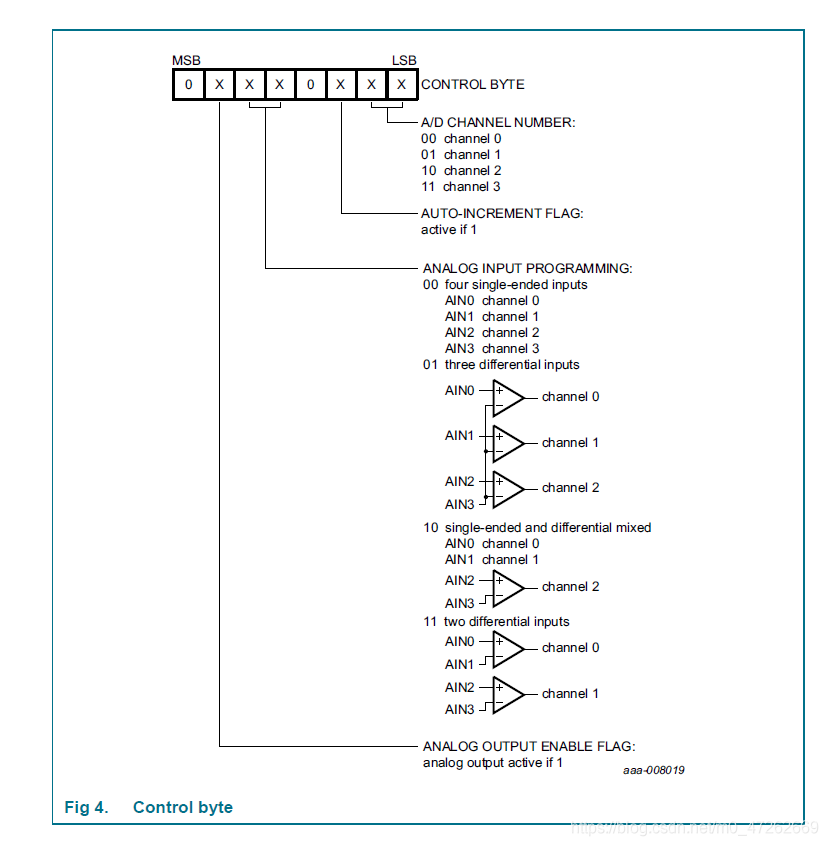 MSB LSB
0 X X X 0 X X X CONTROL BYTE
A/D CHANNEL NUMBER:
00 channel 0
01 channel 1
10 channel 2
11 channel 3
AUTO-INCREMENT FLAG:
active if 1
ANALOG INPUT PROGRAMMING:
00 four single-ended inputs
AIN0 channel 0
AIN1 channel 1
AIN2 channel 2
AIN3 channel 3
01 three differential inputs
AIN0 + − channel 0
AIN1 + − channel 1
AIN2 + − channel 2
AIN3
10 single-ended and differential mixed
AIN0 channel 0
AIN1 channel 1
AIN2 + − channel 2
AIN3
11 two differential inputs
AIN0 + − channel 0
AIN1
AIN2 + − channel 1
AIN3
ANALOG OUTPUT ENABLE FLAG:
analog output active if 1
aaa-008019
Fig 4. Control byte
https://blog.csdn.net/m0_47262669